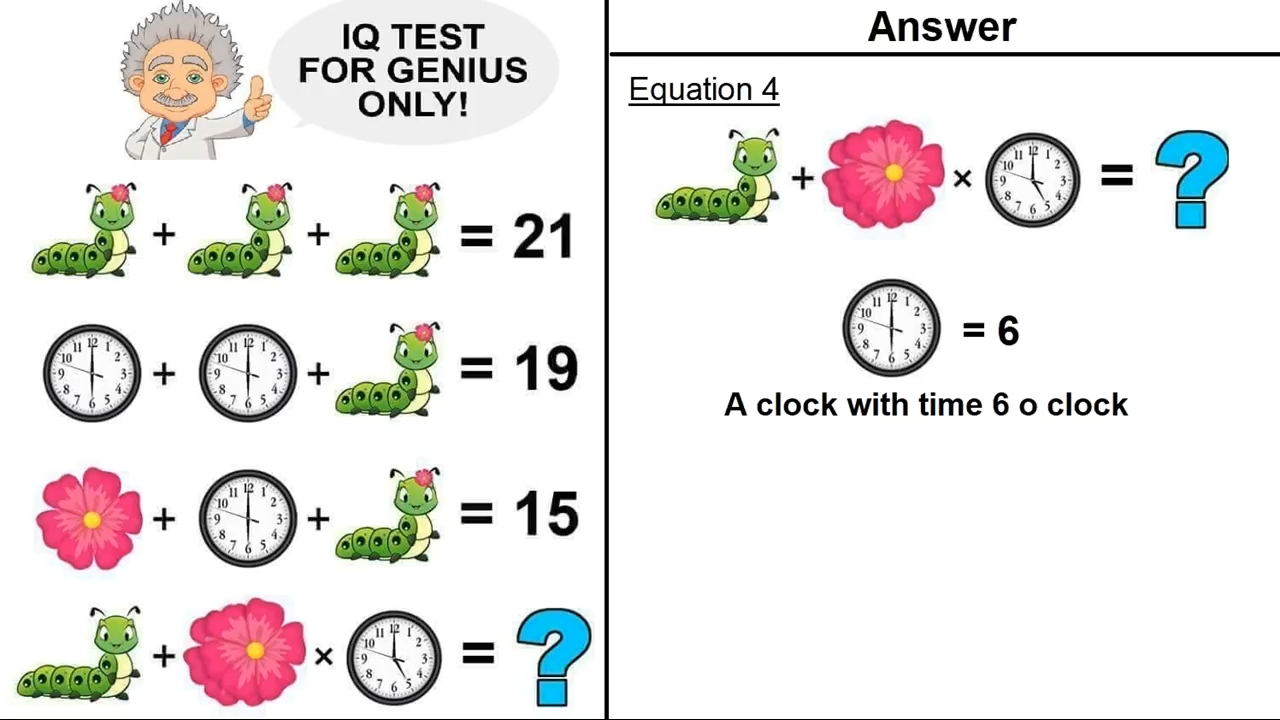 IQ TEST
FOR GENIUS
ONLY!
+ + = 21
+ + = 19
+ + = 15
+ × = ?
Answer
Equation 4
+ × = ?
= 6
A clock with time 6 o clock